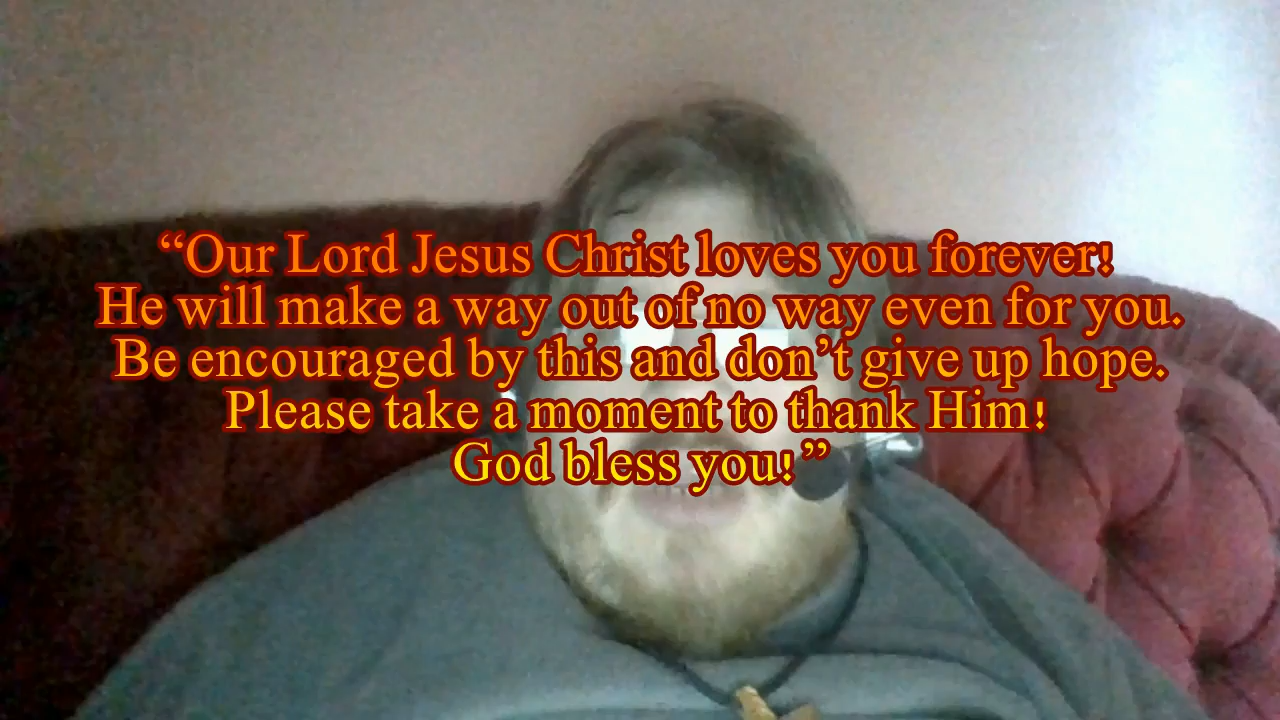 “Our Lord Jesus Christ loves you forever!
He will make a way out of no way even for you.
Be encouraged by this and don’t give up hope.
Please take a moment to thank Him!
God bless you!”